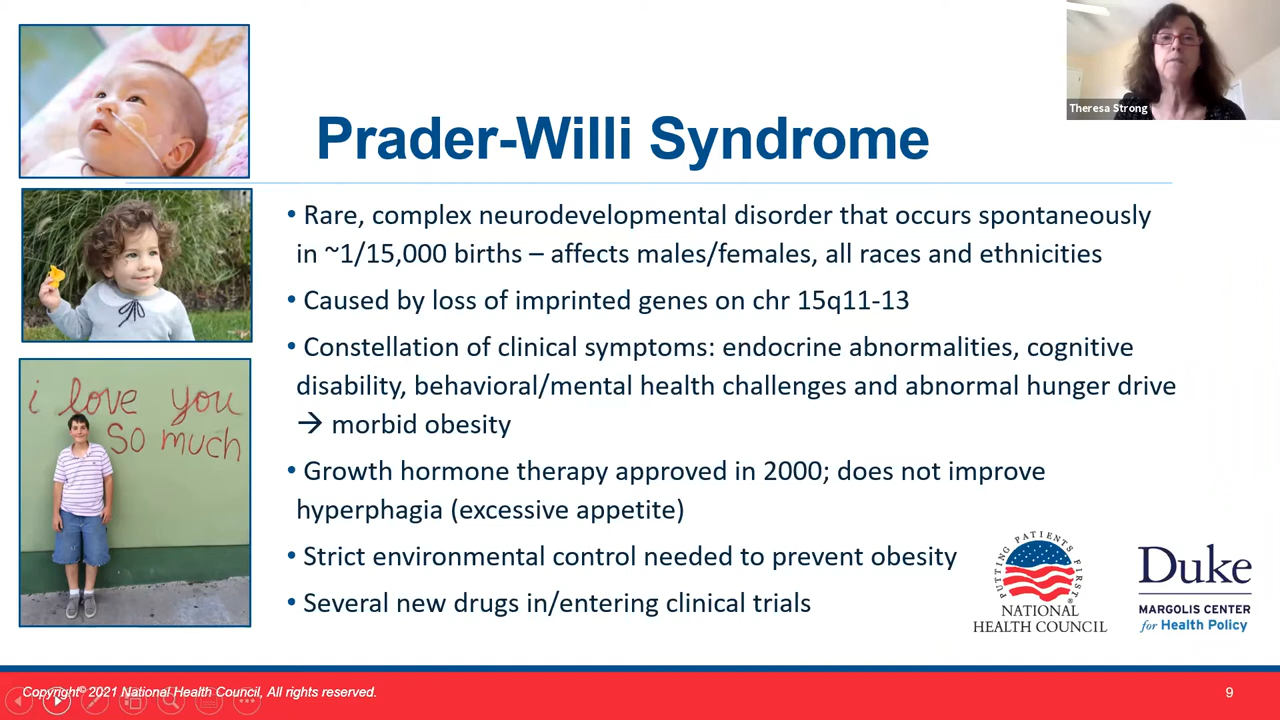 Theresa Strong
Prader-Willi Syndrome
• Rare, complex neurodevelopmental disorder that occurs spontaneously
in ~1/15,000 births – affects males/females, all races and ethnicities
• Caused by loss of imprinted genes on chr 15q11-13
• Constellation of clinical symptoms: endocrine abnormalities, cognitive
disability, behavioral/mental health challenges and abnormal hunger drive
→ morbid obesity
• Growth hormone therapy approved in 2000; does not improve
hyperphagia (excessive appetite)
• Strict environmental control needed to prevent obesity
• Several new drugs in/entering clinical trials
i love you
so much
PUTTING PATIENTS FIRST®
NATIONAL
HEALTH COUNCIL
Duke
MARGOLIS CENTER
for Health Policy
Copyright© 2021 National Health Council, All rights reserved.
9